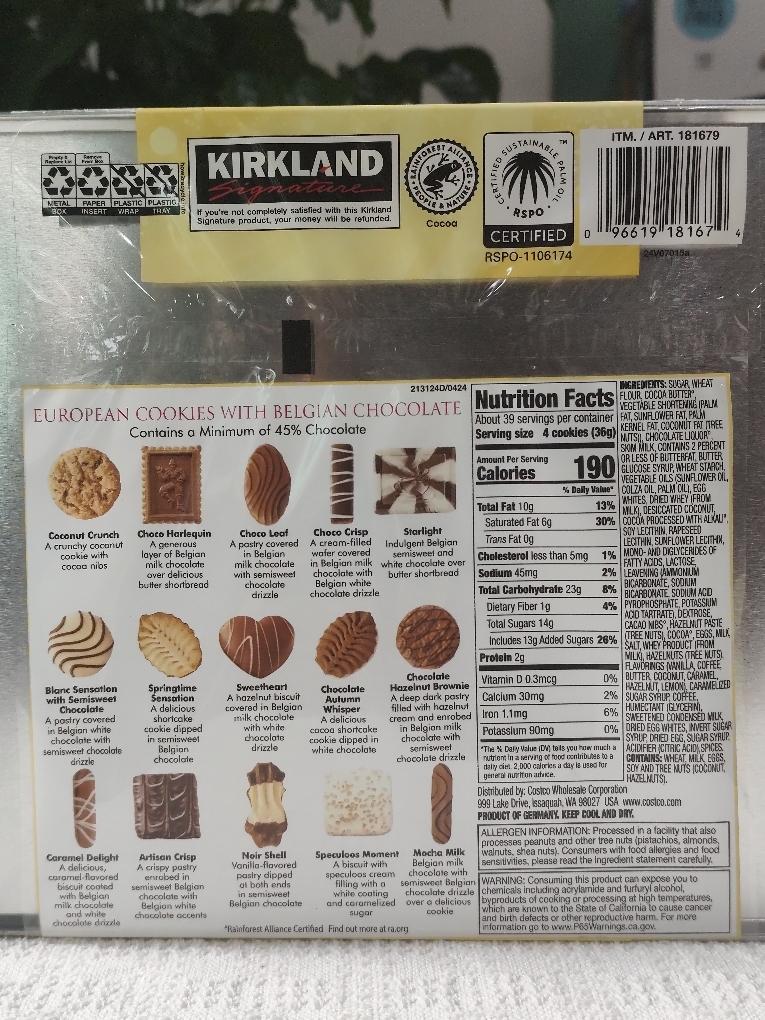 Empty & Replace Lid
Remove From Box
METAL BOX
PAPER INSERT
PLASTIC WRAP
PLASTIC TRAY
how2recycle.info
KIRKLAND
Signature
If you're not completely satisfied with this Kirkland
Signature product, your money will be refunded.
RAINFOREST ALLIANCE
• PEOPLE & NATURE •
Cocoa
CERTIFIED SUSTAINABLE PALM OIL
TM
• RSPO •
CERTIFIED
RSPO-1106174
ITM. / ART. 181679
0 96619 18167 4
24V07015a
213124D/0424
EUROPEAN COOKIES WITH BELGIAN CHOCOLATE
Contains a Minimum of 45% Chocolate
Coconut Crunch
A crunchy coconut
cookie with
cocoa nibs
Choco Harlequin
A generous
layer of Belgian
milk chocolate
over delicious
butter shortbread
Choco Leaf
A pastry covered
in Belgian
milk chocolate
with semisweet
chocolate
drizzle
Choco Crisp
A cream-filled
wafer covered
in Belgian milk
chocolate with
Belgian white
chocolate drizzle
Starlight
Indulgent Belgian
semisweet and
white chocolate over
butter shortbread
Blanc Sensation
with Semisweet
Chocolate
A pastry covered
in Belgian white
chocolate with
semisweet chocolate
drizzle
Springtime
Sensation
A delicious
shortcake
cookie dipped in
semisweet
Belgian
chocolate
Sweetheart
A hazelnut biscuit
covered in Belgian
milk chocolate
with white
chocolate
drizzle
Chocolate
Autumn
Whisper
A delicious
cocoa shortcake
cookie dipped in
white chocolate
Chocolate
Hazelnut Brownie
A deep dark pastry
filled with hazelnut
cream and enrobed
in Belgian milk
chocolate with
semisweet
chocolate drizzle
Caramel Delight
A delicious,
caramel-flavored
biscuit coated
with Belgian
milk chocolate
and white
chocolate drizzle
Artisan Crisp
A crispy pastry
enrobed in
semisweet Belgian
chocolate with
Belgian white
chocolate accents
Noir Shell
Vanilla-flavored
pastry dipped
at both ends
in semisweet
Belgian chocolate
Speculoos Moment
A biscuit with
speculoos cream
filling with a
white coating
and caramelized
sugar
Mocha Milk
Belgian milk
chocolate with
semisweet Belgian
chocolate drizzle
over a delicious
cookie
*Rainforest Alliance Certified Find out more at ra.org
Nutrition Facts
About 39 servings per container
Serving size 4 cookies (36g)
Amount Per Serving
Calories 190
% Daily Value*
Total Fat 10g 13%
Saturated Fat 6g 30%
Trans Fat 0g
Cholesterol less than 5mg 1%
Sodium 45mg 2%
Total Carbohydrate 23g 8%
Dietary Fiber 1g 4%
Total Sugars 14g
Includes 13g Added Sugars 26%
Protein 2g
Vitamin D 0.3mcg 0%
Calcium 30mg 2%
Iron 1.1mg 6%
Potassium 90mg 0%
*The % Daily Value (DV) tells you how much a
nutrient in a serving of food contributes to a
daily diet. 2,000 calories a day is used for
general nutrition advice.
INGREDIENTS: SUGAR, WHEAT
FLOUR, COCOA BUTTER*,
VEGETABLE SHORTENING (PALM
FAT, SUNFLOWER FAT, PALM
KERNEL FAT, COCONUT FAT (TREE
NUTS)), CHOCOLATE LIQUOR*,
SKIM MILK, CONTAINS 2 PERCENT
OR LESS OF BUTTERFAT, BUTTER,
GLUCOSE SYRUP, WHEAT STARCH,
VEGETABLE OILS (SUNFLOWER OIL,
COLZA OIL, PALM OIL), EGG
WHITES, DRIED WHEY (FROM
MILK), DESICCATED COCONUT,
COCOA PROCESSED WITH ALKALI*,
SOY LECITHIN, RAPESEED
LECITHIN, SUNFLOWER LECITHIN,
MONO- AND DIGLYCERIDES OF
FATTY ACIDS, LACTOSE,
LEAVENING (AMMONIUM
BICARBONATE, SODIUM
BICARBONATE, SODIUM ACID
PYROPHOSPHATE, POTASSIUM
ACID TARTRATE), DEXTROSE,
CACAO NIBS*, HAZELNUT PASTE
(TREE NUTS), COCOA*, EGGS, MILK,
SALT, WHEY PRODUCT (FROM
MILK), HAZELNUTS (TREE NUTS),
FLAVORINGS (VANILLA, COFFEE,
BUTTER, COCONUT, CARAMEL,
HAZELNUT, LEMON), CARAMELIZED
SUGAR SYRUP, COFFEE,
HUMECTANT (GLYCERIN),
SWEETENED CONDENSED MILK,
DRIED EGG WHITES, INVERT SUGAR
SYRUP, DRIED EGG, SUGAR SYRUP,
ACIDIFIER (CITRIC ACID), SPICES.
CONTAINS: WHEAT, MILK, EGGS,
SOY AND TREE NUTS (COCONUT,
HAZELNUTS).
Distributed by: Costco Wholesale Corporation
999 Lake Drive, Issaquah, WA 98027 USA www.costco.com
PRODUCT OF GERMANY. KEEP COOL AND DRY.
ALLERGEN INFORMATION: Processed in a facility that also
processes peanuts and other tree nuts (pistachios, almonds,
walnuts, shea nuts). Consumers with food allergies and food
sensitivities, please read the ingredient statement carefully.
WARNING: Consuming this product can expose you to
chemicals including acrylamide and furfuryl alcohol,
byproducts of cooking or processing at high temperatures,
which are known to the State of California to cause cancer
and birth defects or other reproductive harm. For more
information go to www.P65Warnings.ca.gov.